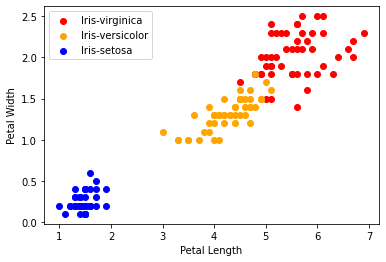 Iris-virginica
Iris-versicolor
Iris-setosa
Petal Width
2.5
2.0
1.5
1.0
0.5
0.0
1 2 3 4 5 6 7
Petal Length